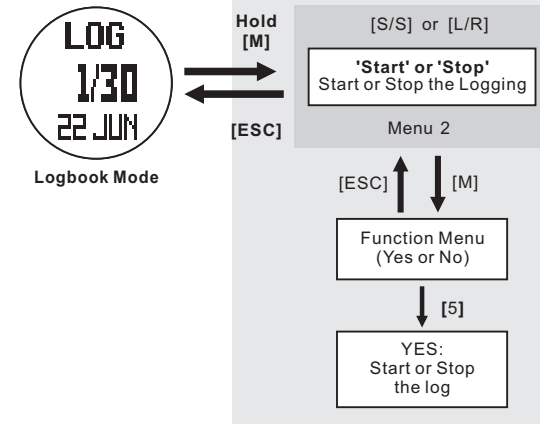 LOG
1/30
22 JUN
Logbook Mode
Hold
[M]
[ESC]
[S/S] or [L/R]
'Start' or 'Stop'
Start or Stop the Logging
Menu 2
[ESC]
[M]
Function Menu
(Yes or No)
[5]
YES:
Start or Stop
the log